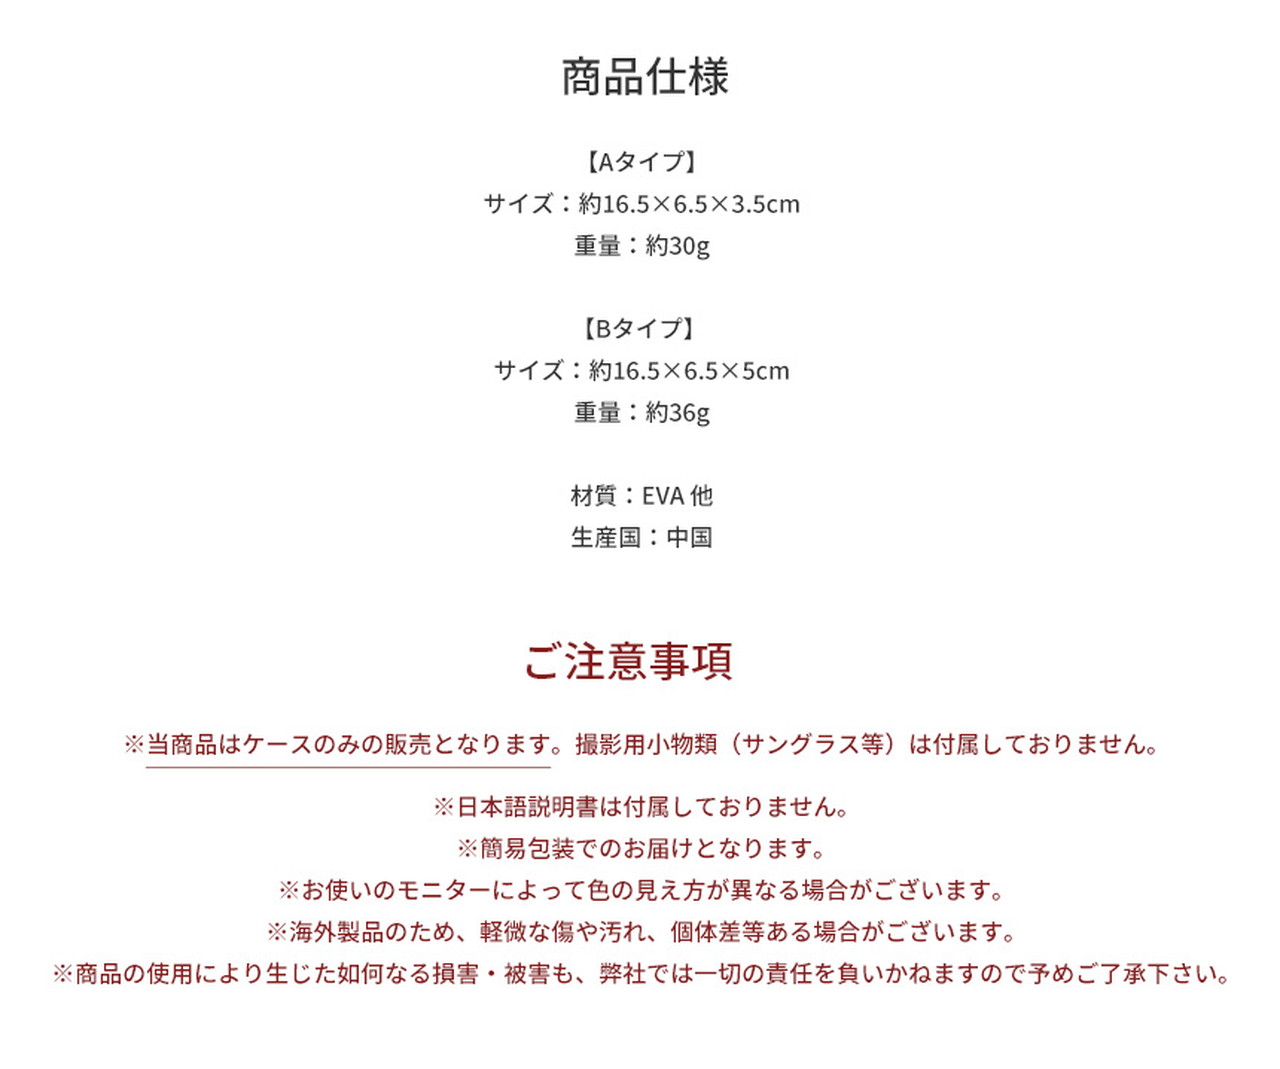 商品仕様
【Aタイプ】
サイズ：約16.5×6.5×3.5cm
重量：約30g
【Bタイプ】
サイズ：約16.5×6.5×5cm
重量：約36g
材質：EVA 他
生産国：中国
ご注意事項
※当商品はケースのみの販売となります。撮影用小物類（サングラス等）は付属しておりません。
※日本語説明書は付属しておりません。
※簡易包装でのお届けとなります。
※お使いのモニターによって色の見え方が異なる場合がございます。
※海外製品のため、軽微な傷や汚れ、個体差等ある場合がございます。
※商品の使用により生じた如何なる損害・被害も、弊社では一切の責任を負いかねますので予めご了承下さい。